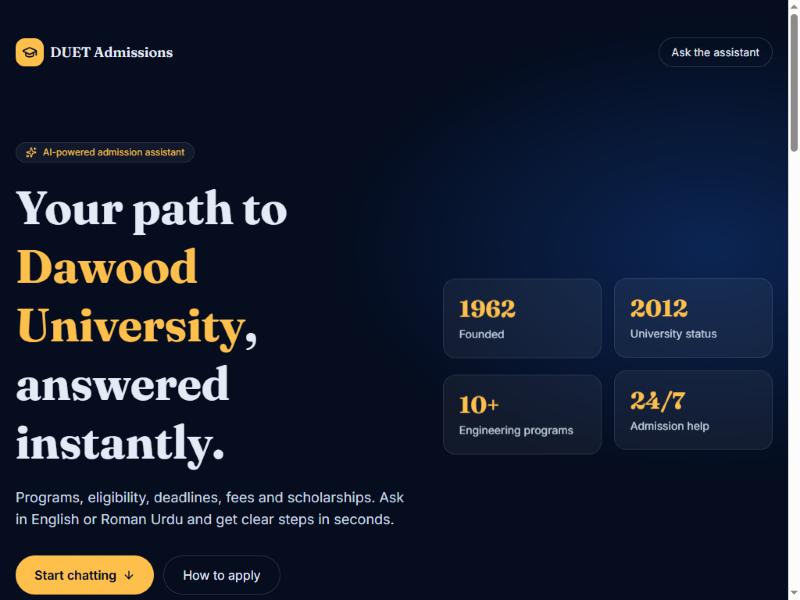 DUET Admissions
Ask the assistant
AI-powered admission assistant
Your path to
Dawood
University,
answered
instantly.
Programs, eligibility, deadlines, fees and scholarships. Ask
in English or Roman Urdu and get clear steps in seconds.
Start chatting ↓
How to apply
1962
Founded
2012
University status
10+
Engineering programs
24/7
Admission help